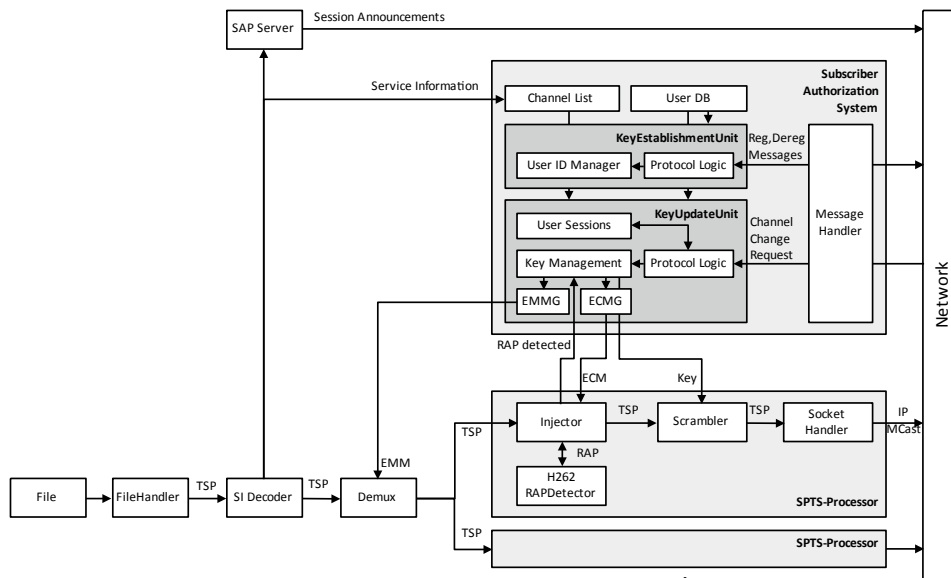 Session Announcements
SAP Server
Service Information
Channel List
User DB
Subscriber
Authorization
System
KeyEstablishmentUnit
User ID Manager
Protocol Logic
Reg,Dereg
Messages
Message
Handler
KeyUpdateUnit
User Sessions
Key Management
Protocol Logic
Channel
Change
Request
EMMG
ECMG
Network
RAP detected
ECM
Key
TSP
Injector
TSP
Scrambler
TSP
Socket
Handler
IP
MCast
RAP
H262
RAPDetector
SPTS-Processor
EMM
File
FileHandler
TSP
SI Decoder
TSP
Demux
TSP
SPTS-Processor